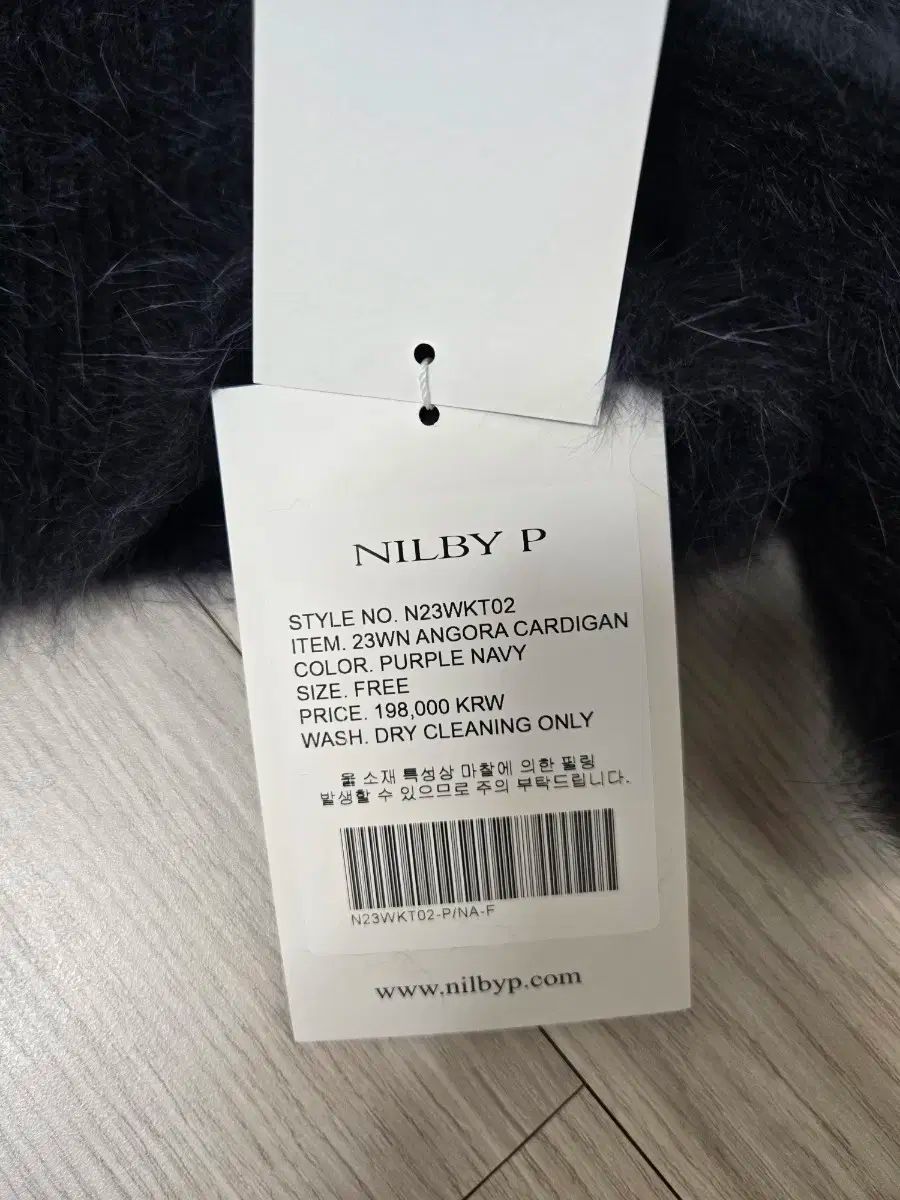 NILBY P
STYLE NO. N23WKT02
ITEM. 23WN ANGORA CARDIGAN
COLOR. PURPLE NAVY
SIZE. FREE
PRICE. 198,000 KRW
WASH. DRY CLEANING ONLY
울 소재 특성상 마찰에 의한 필링
발생할 수 있으므로 주의 부탁드립니다.
N23WKT02-P/NA-F
www.nilbyp.com